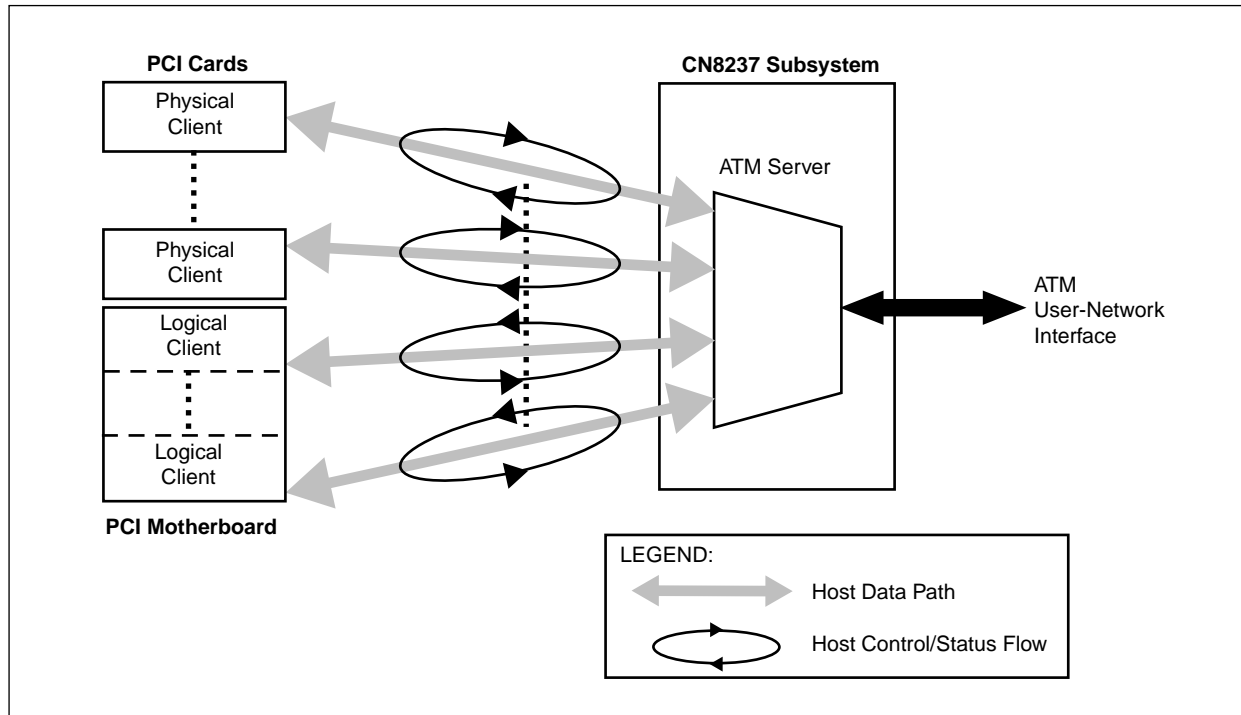 PCI Cards
Physical
Client
Physical
Client
Logical
Client
Logical
Client
PCI Motherboard
CN8237 Subsystem
ATM Server
ATM
User-Network
Interface
LEGEND:
Host Data Path
Host Control/Status Flow